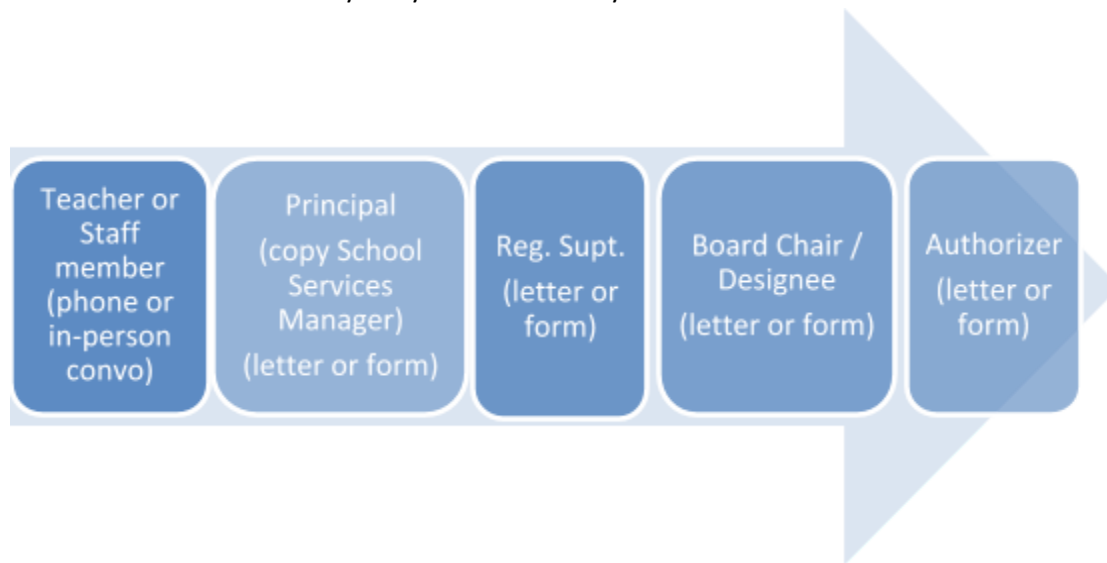 Teacher or
Staff
member
(phone or
in-person
convo)
Principal
(copy School
Services
Manager)
(letter or form)
Reg. Supt.
(letter or
form)
Board Chair /
Designee
(letter or form)
Authorizer
(letter or
form)